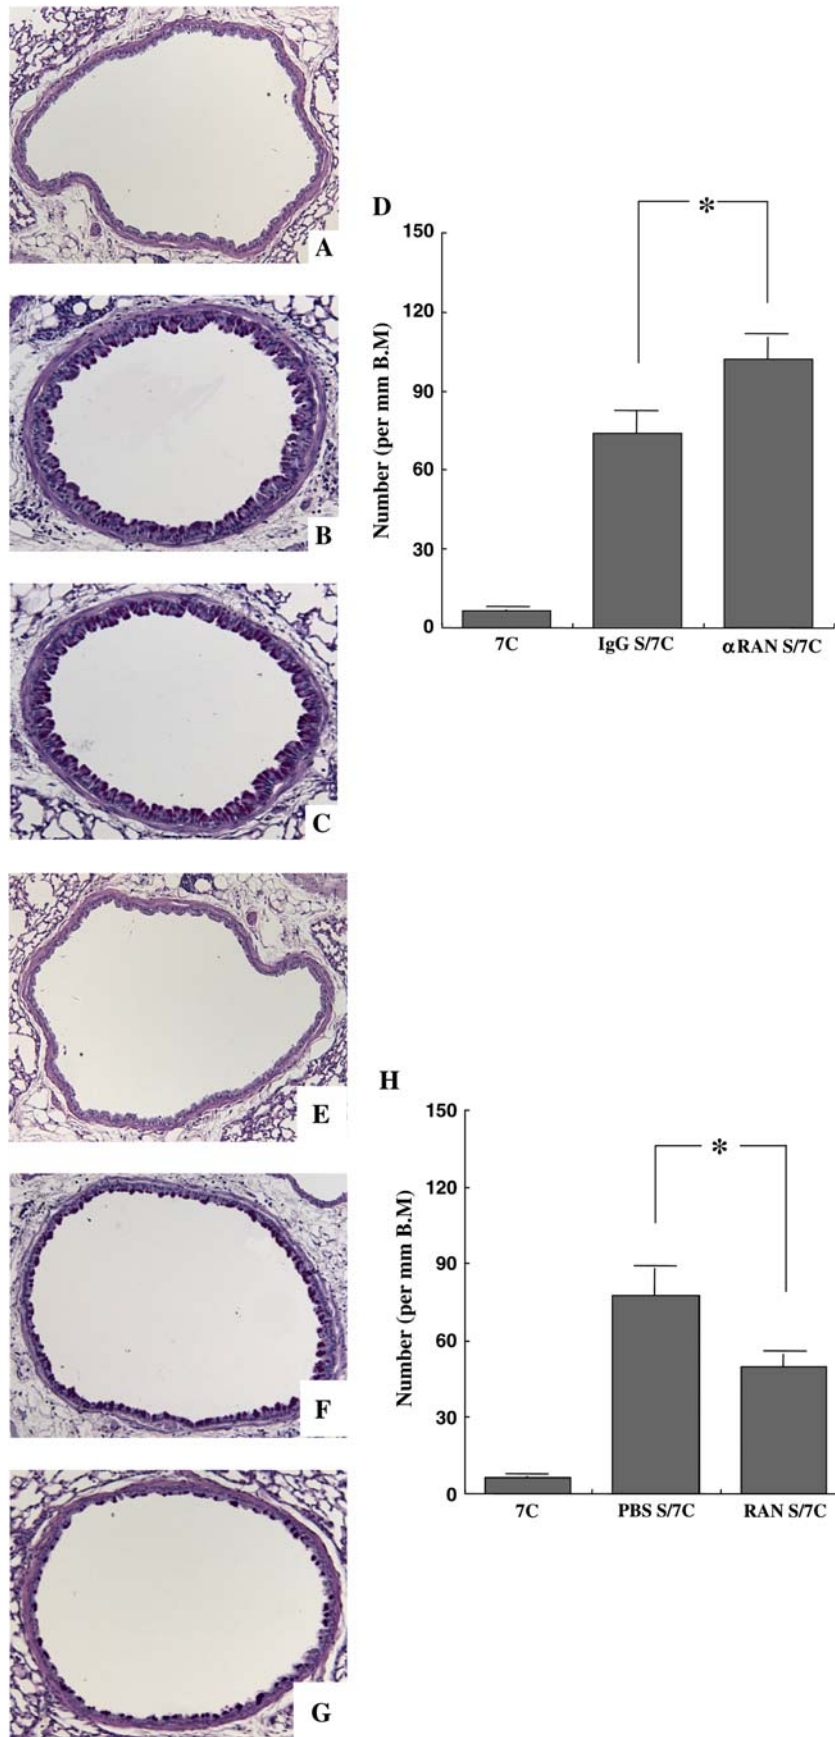 A
B
C
D
Number (per mm B.M)
150
120
90
60
30
0
*
7C
IgG S/7C
αRAN S/7C
E
F
G
H
Number (per mm B.M)
150
120
90
60
30
0
*
7C
PBS S/7C
RAN S/7C